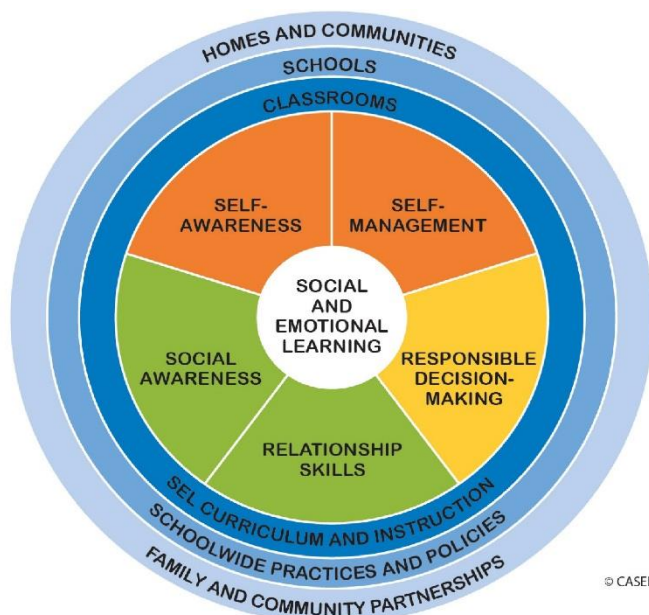 HOMES AND COMMUNITIES
SCHOOLS
CLASSROOMS
SELF-
AWARENESS
SELF-
MANAGEMENT
SOCIAL
AND
EMOTIONAL
LEARNING
SOCIAL
AWARENESS
RESPONSIBLE
DECISION-
MAKING
RELATIONSHIP
SKILLS
SEL CURRICULUM AND INSTRUCTION
SCHOOLWIDE PRACTICES AND POLICIES
FAMILY AND COMMUNITY PARTNERSHIPS
©